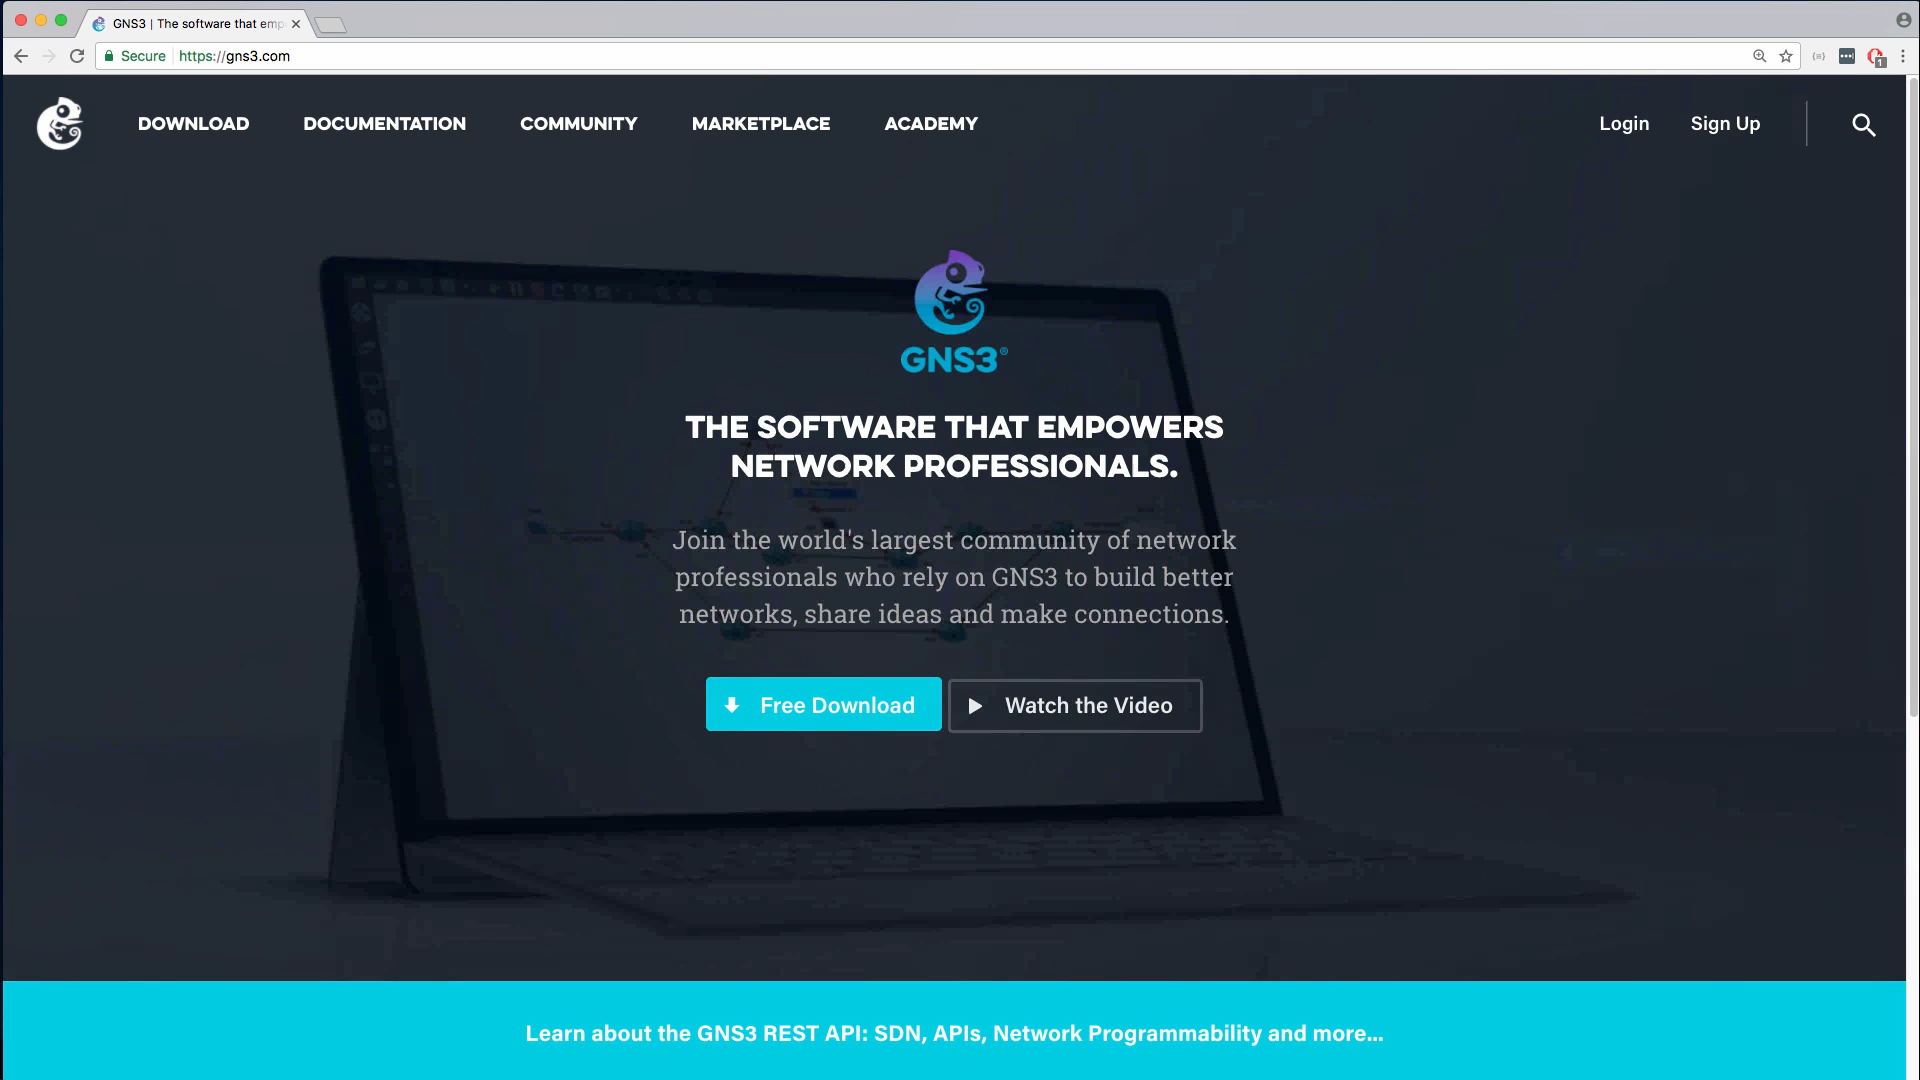 GNS3 | The software that emp
Secure
https://gns3.com
1
DOWNLOAD
DOCUMENTATION
COMMUNITY
MARKETPLACE
ACADEMY
Login
Sign Up
GNS3®
THE SOFTWARE THAT EMPOWERS
NETWORK PROFESSIONALS.
Join the world's largest community of network
professionals who rely on GNS3 to build better
networks, share ideas and make connections.
Free Download
Watch the Video
Learn about the GNS3 REST API: SDN, APIs, Network Programmability and more...